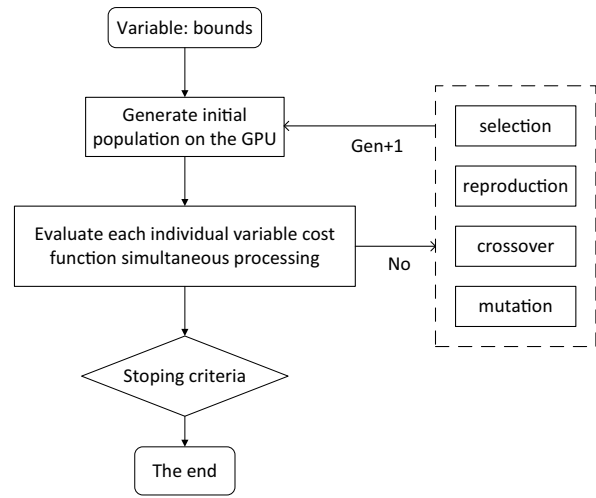 Variable: bounds
Generate initial
population on the GPU
Gen+1
selection
reproduction
crossover
mutation
Evaluate each individual variable cost
function simultaneous processing
No
Stoping criteria
The end